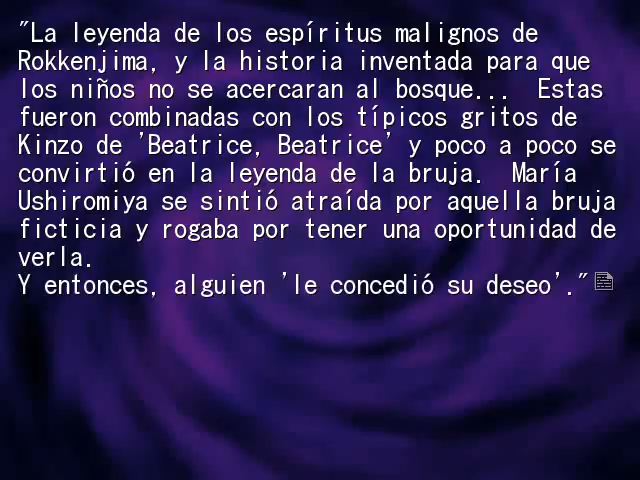 "La leyenda de los espíritus malignos de
Rokkenjima, y la historia inventada para que
los niños no se acercaran al bosque...  Estas
fueron combinadas con los típicos gritos de
Kinzo de 'Beatrice, Beatrice' y poco a poco se
convirtió en la leyenda de la bruja.  María
Ushiromiya se sintió atraída por aquella bruja
ficticia y rogaba por tener una oportunidad de
verla.
Y entonces, alguien 'le concedió su deseo'."